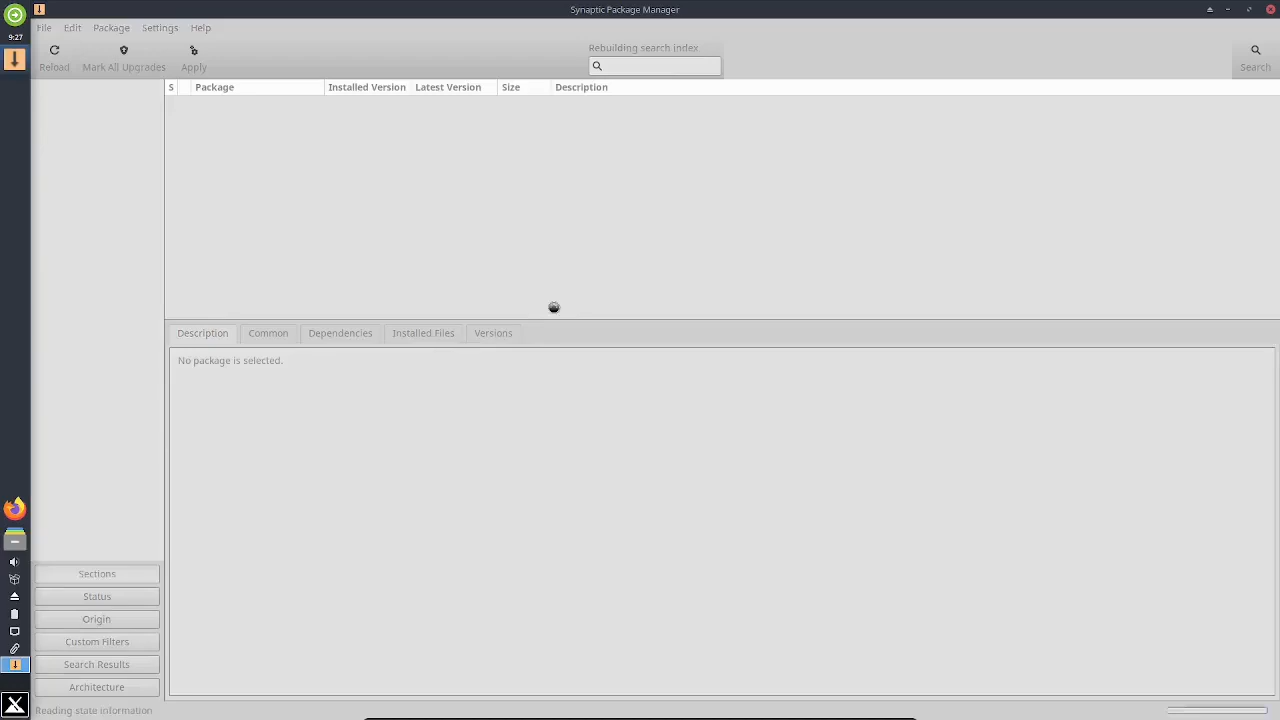 Synaptic Package Manager
9:27
File Edit Package Settings Help
Reload Mark All Upgrades Apply
Rebuilding search index
Search
S Package Installed Version Latest Version Size Description
Description Common Dependencies Installed Files Versions
No package is selected.
Sections
Status
Origin
Custom Filters
Search Results
Architecture
Reading state information